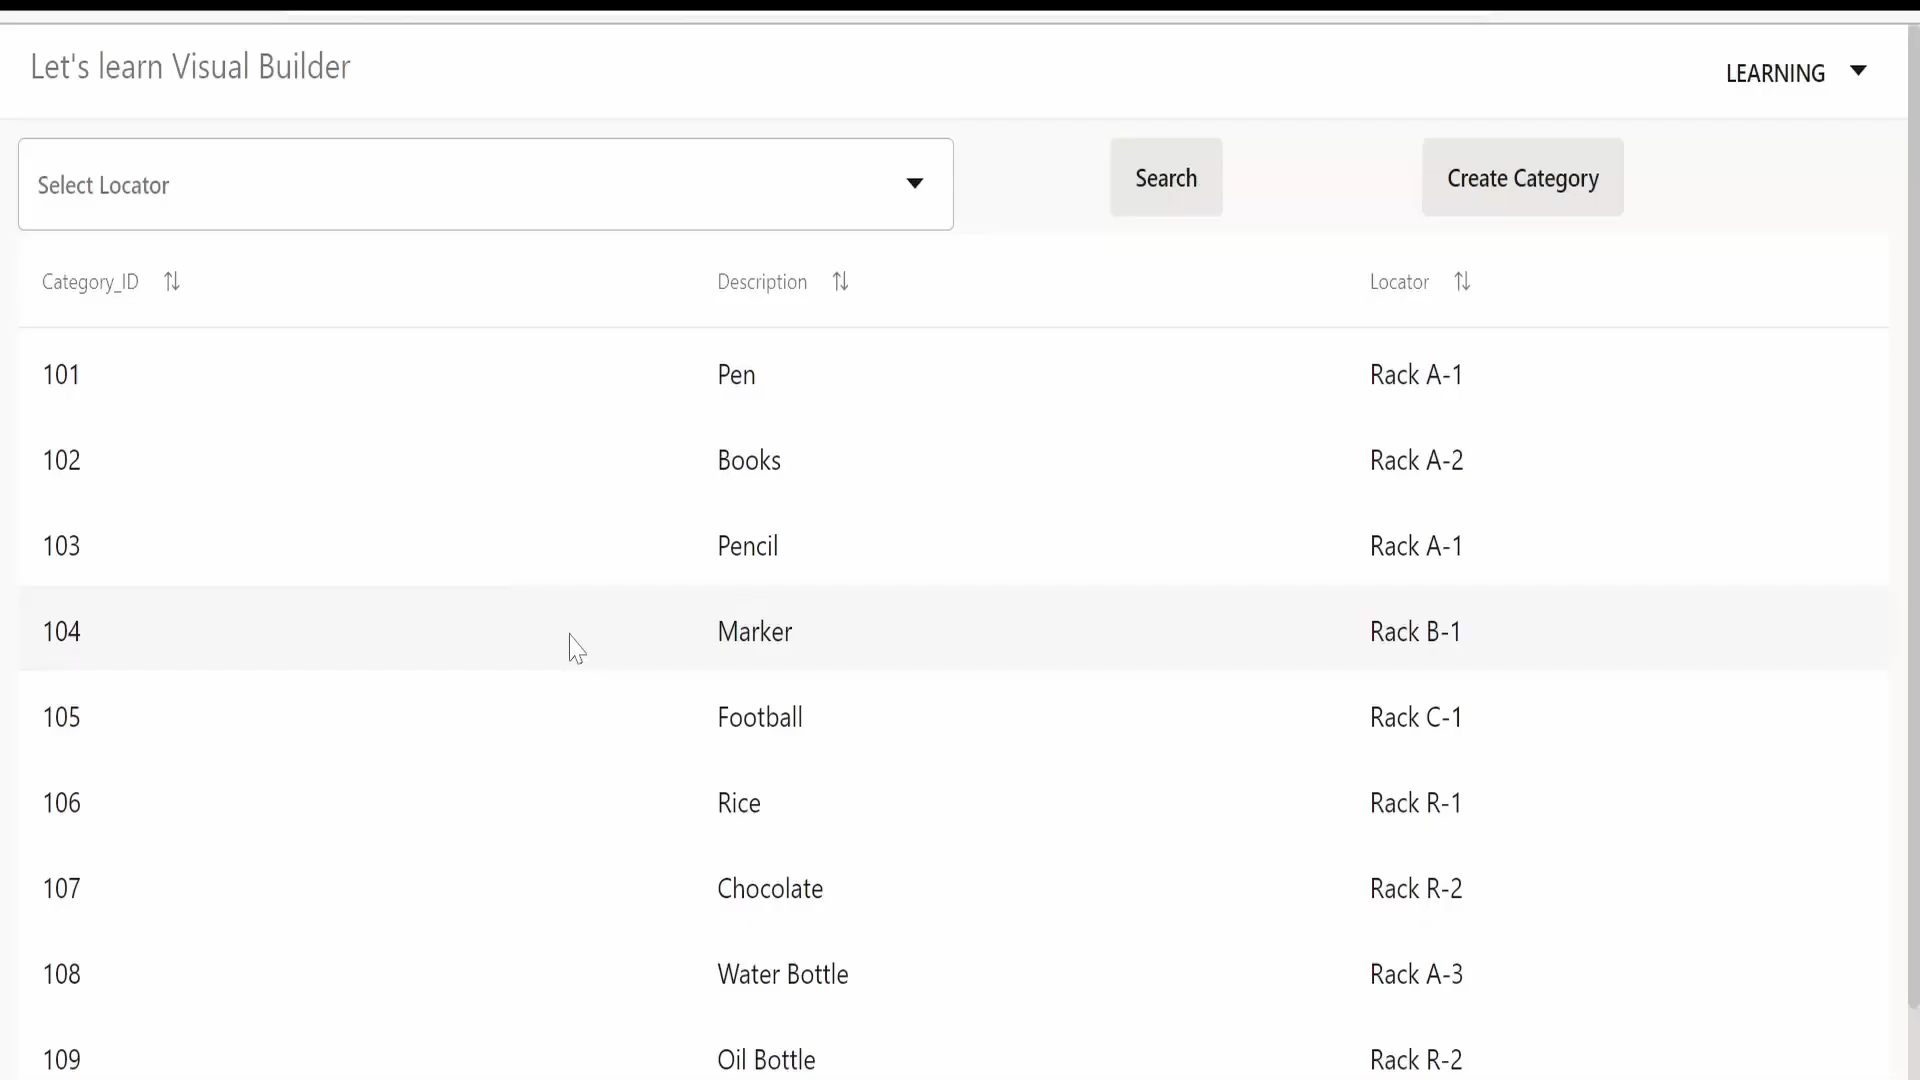 Let's learn Visual Builder
LEARNING
Select Locator
Search
Create Category
Category_ID Description Locator
101 Pen Rack A-1
102 Books Rack A-2
103 Pencil Rack A-1
104 Marker Rack B-1
105 Football Rack C-1
106 Rice Rack R-1
107 Chocolate Rack R-2
108 Water Bottle Rack A-3
109 Oil Bottle Rack R-2